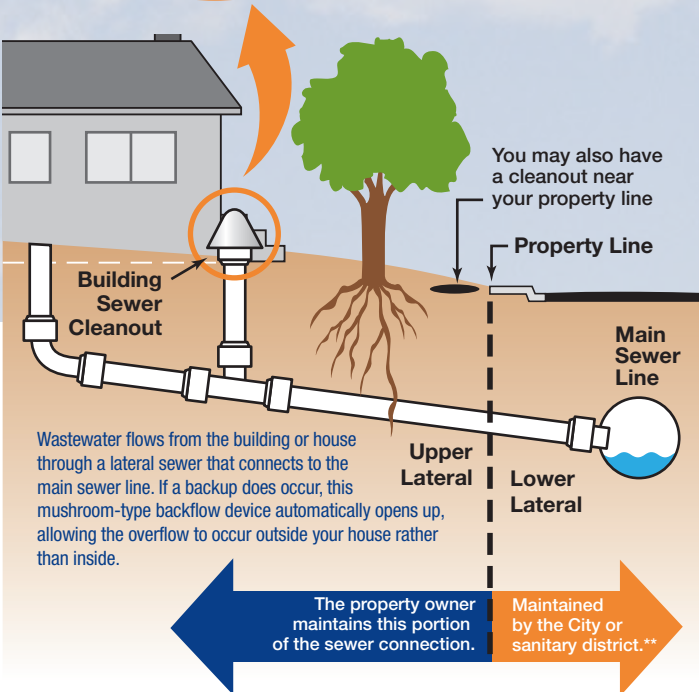 You may also have
a cleanout near
your property line
Property Line
Building
Sewer
Cleanout
Main
Sewer
Line
Wastewater flows from the building or house
through a lateral sewer that connects to the
main sewer line. If a backup does occur, this
mushroom-type backflow device automatically opens up,
allowing the overflow to occur outside your house rather
than inside.
Upper
Lateral
Lower
Lateral
The property owner
maintains this portion
of the sewer connection.
Maintained
by the City or
sanitary district.**